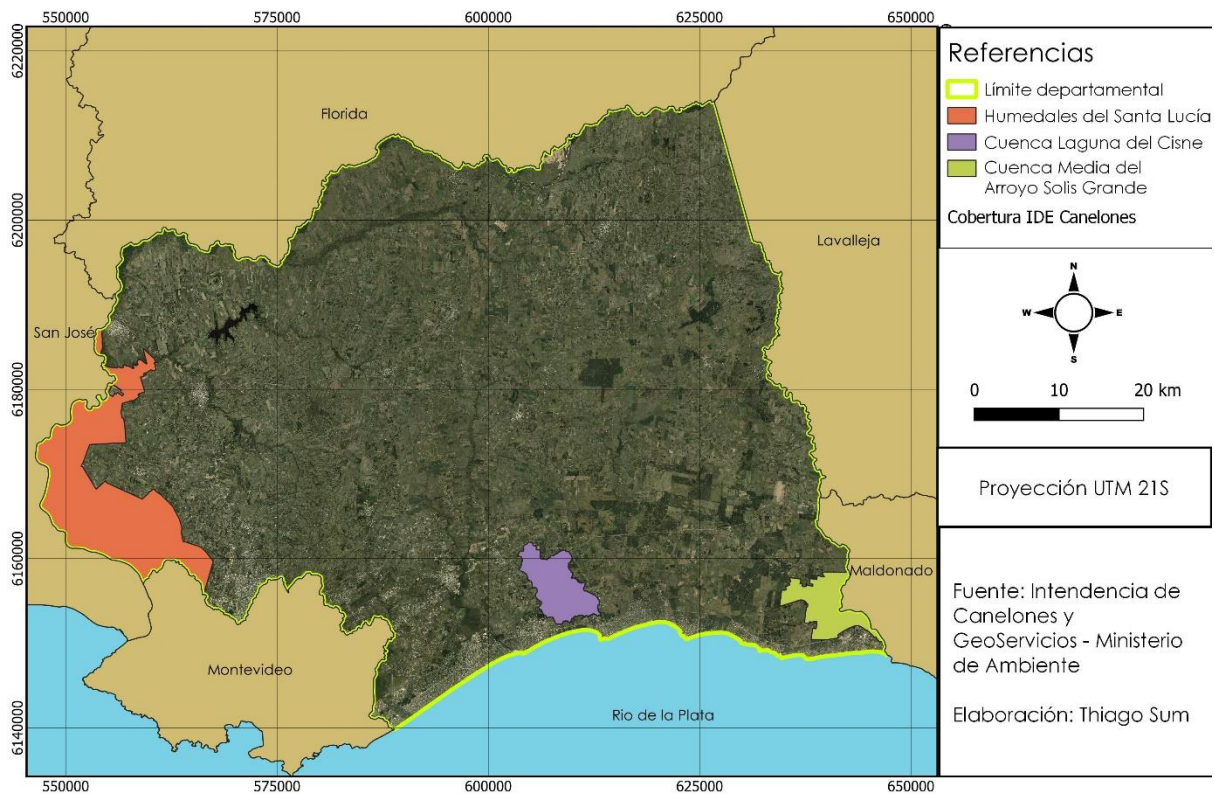 550000
575000
600000
625000
650000
6220000
6200000
6180000
6160000
6140000
Florida
Lavalleja
San José
Maldonado
Montevideo
Rio de la Plata
550000
575000
600000
625000
650000
Referencias
Límite departamental
Humedales del Santa Lucía
Cuenca Laguna del Cisne
Cuenca Media del
Arroyo Solis Grande
Cobertura IDE Canelones
N
W
E
S
0
10
20 km
Proyección UTM 21S
Fuente: Intendencia de
Canelones y
GeoServicios - Ministerio
de Ambiente
Elaboración: Thiago Sum